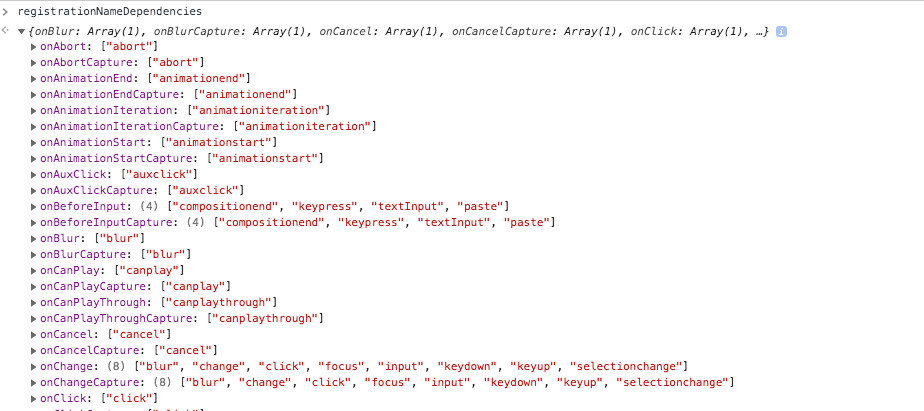 > registrationNameDependencies
{onBlur: Array(1), onBlurCapture: Array(1), onCancel: Array(1), onCancelCapture: Array(1), onClick: Array(1), …} i
onAbort: ["abort"]
onAbortCapture: ["abort"]
onAnimationEnd: ["animationend"]
onAnimationEndCapture: ["animationend"]
onAnimationIteration: ["animationiteration"]
onAnimationIterationCapture: ["animationiteration"]
onAnimationStart: ["animationstart"]
onAnimationStartCapture: ["animationstart"]
onAuxClick: ["auxclick"]
onAuxClickCapture: ["auxclick"]
onBeforeInput: (4) ["compositionend", "keypress", "textInput", "paste"]
onBeforeInputCapture: (4) ["compositionend", "keypress", "textInput", "paste"]
onBlur: ["blur"]
onBlurCapture: ["blur"]
onCanPlay: ["canplay"]
onCanPlayCapture: ["canplay"]
onCanPlayThrough: ["canplaythrough"]
onCanPlayThroughCapture: ["canplaythrough"]
onCancel: ["cancel"]
onCancelCapture: ["cancel"]
onChange: (8) ["blur", "change", "click", "focus", "input", "keydown", "keyup", "selectionchange"]
onChangeCapture: (8) ["blur", "change", "click", "focus", "input", "keydown", "keyup", "selectionchange"]
onClick: ["click"]